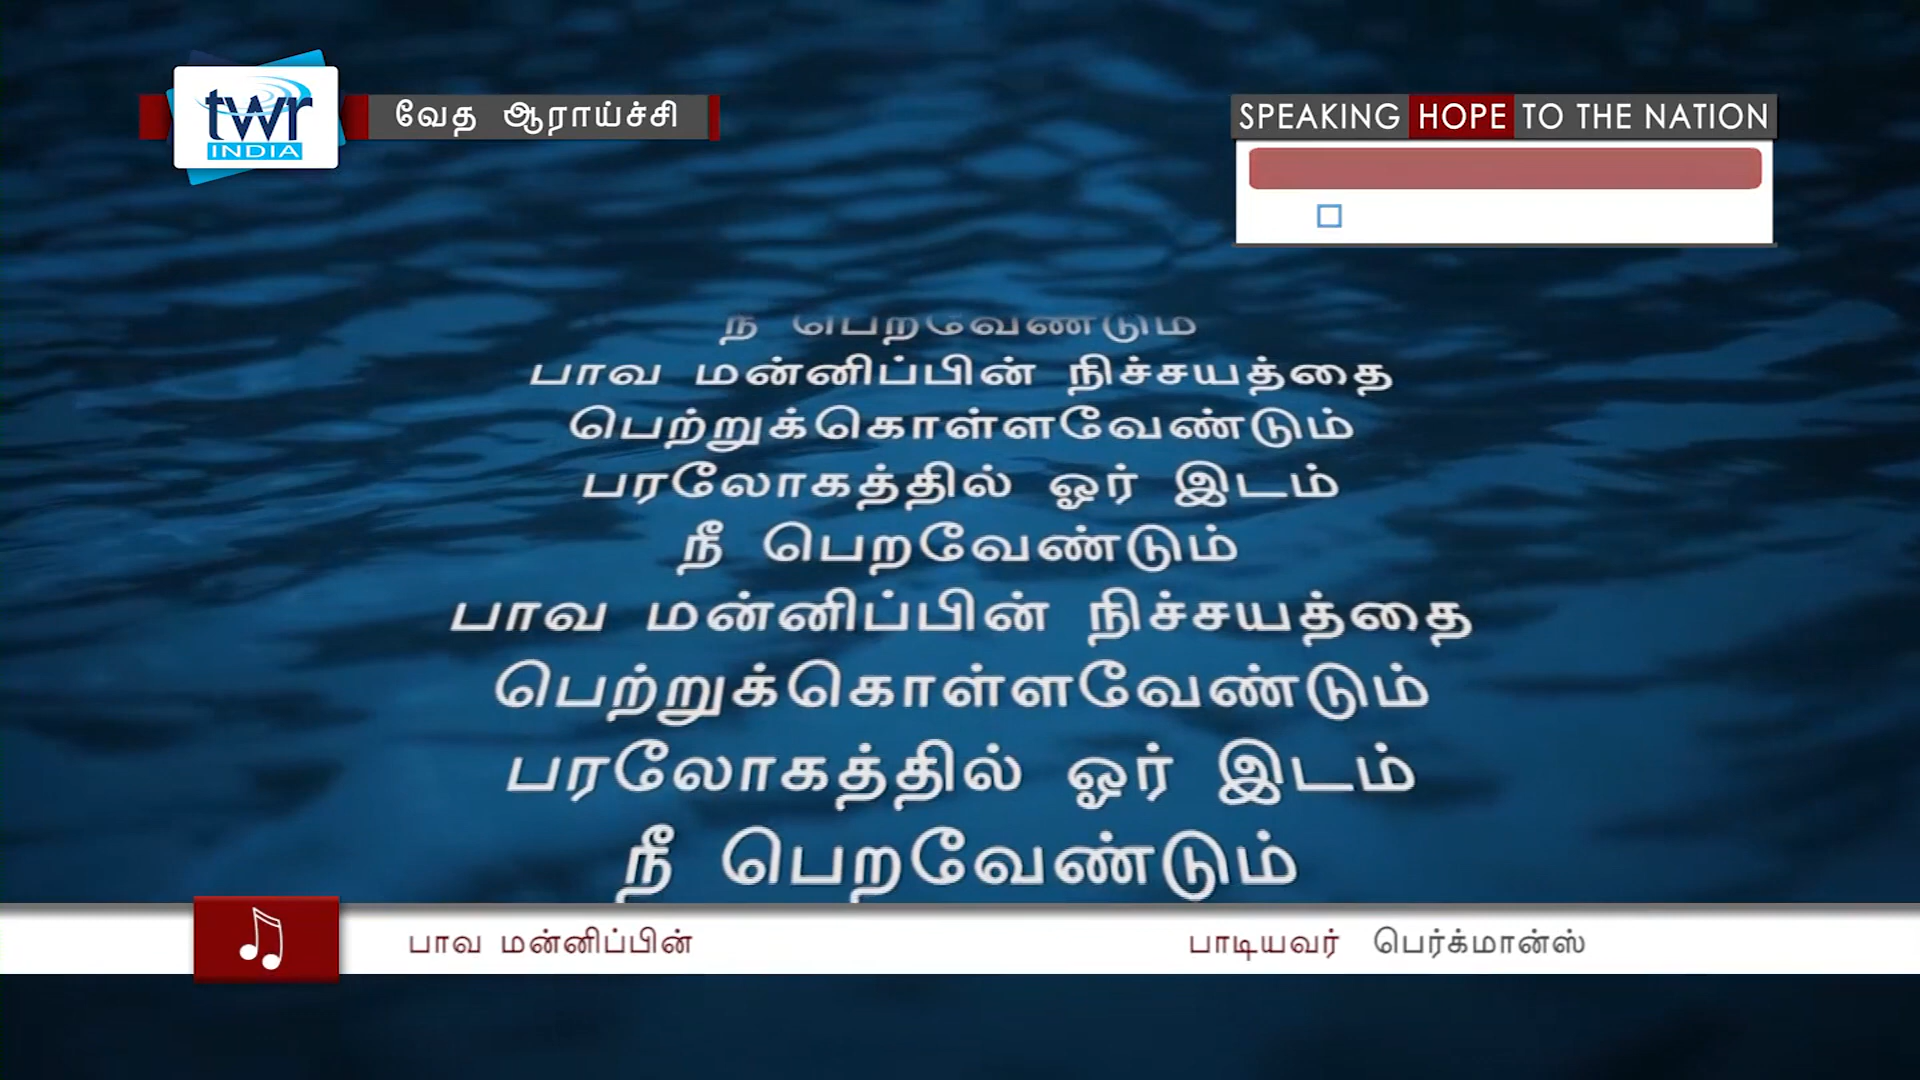 twr
INDIA
வேத ஆராய்ச்சி
SPEAKING HOPE TO THE NATION
நீ பெறவேண்டும்
பாவ மன்னிப்பின் நிச்சயத்தை
பெற்றுக்கொள்ளவேண்டும்
பரலோகத்தில் ஓர் இடம்
நீ பெறவேண்டும்
பாவ மன்னிப்பின் நிச்சயத்தை
பெற்றுக்கொள்ளவேண்டும்
பரலோகத்தில் ஓர் இடம்
நீ பெறவேண்டும்
பாவ மன்னிப்பின்
பாடியவர் பெர்க்மான்ஸ்